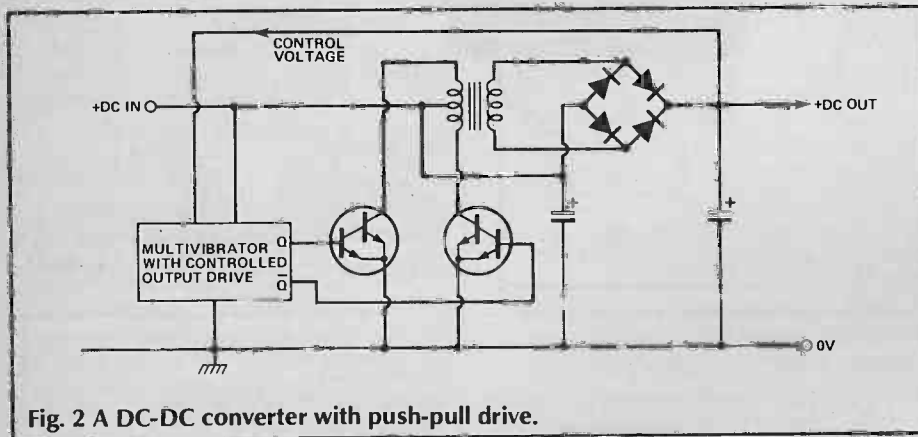 CONTROL
VOLTAGE
+DC IN
+DC OUT
MULTIVIBRATOR
WITH CONTROLLED
OUTPUT DRIVE
Q
Q̅
+
+
0V
Fig. 2 A DC-DC converter with push-pull drive.